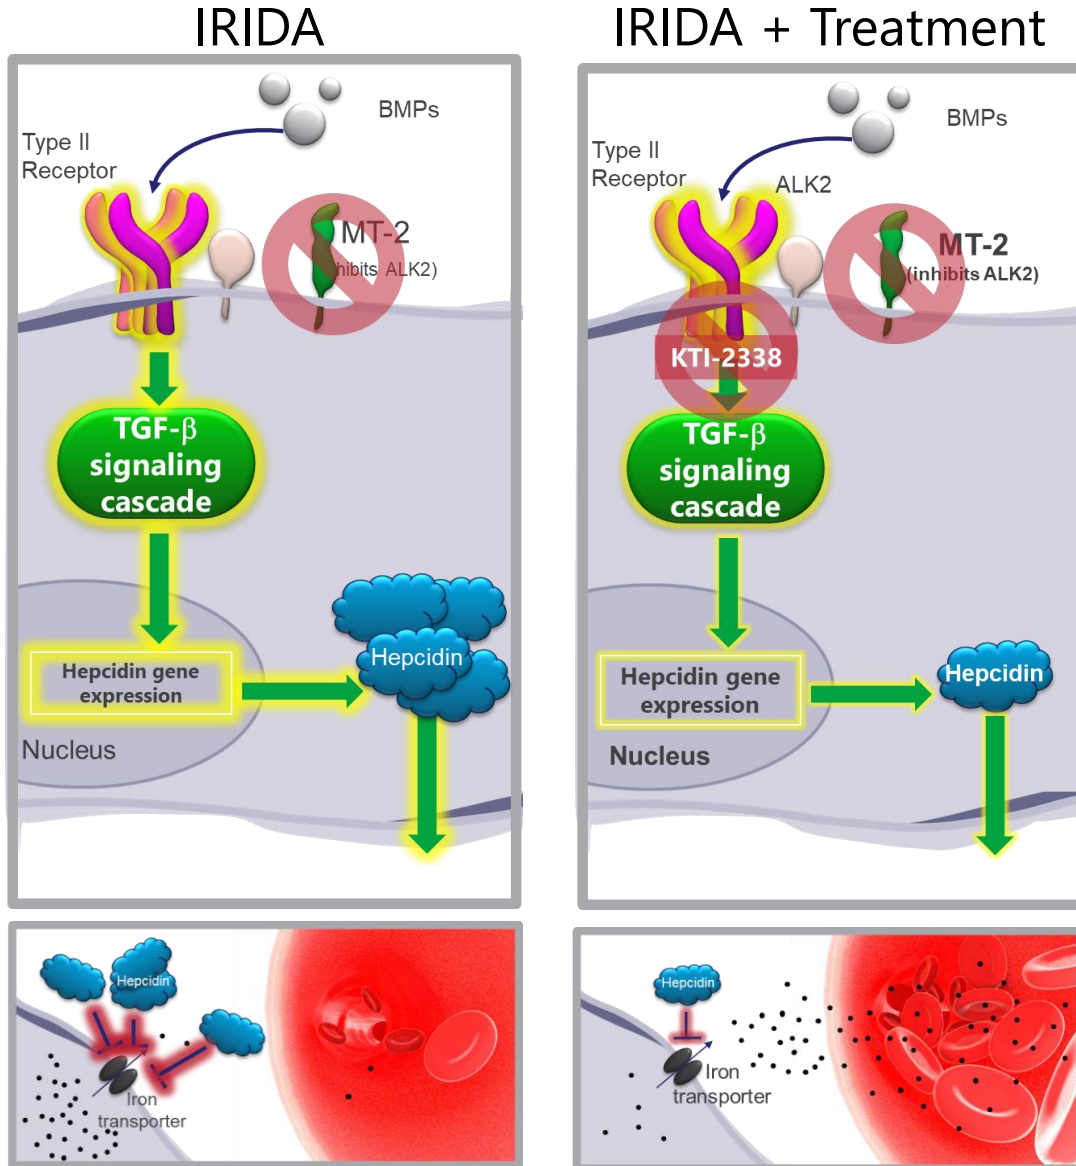 IRIDA
BMPs
Type II
Receptor
MT-2
hibits ALK2)
TGF-β
signaling
cascade
Hepcidin gene
expression
Hepcidin
Nucleus
Hepcidin
Iron
transporter
IRIDA + Treatment
BMPs
Type II
Receptor
ALK2
MT-2
(inhibits ALK2)
KTI-2338
TGF-β
signaling
cascade
Hepcidin gene
expression
Hepcidin
Nucleus
Hepcidin
Iron
transporter